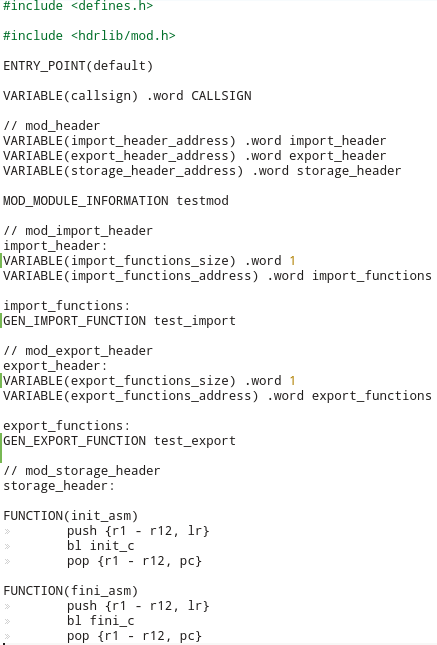 #include <defines.h>
#include <hdrlib/mod.h>
ENTRY_POINT(default)
VARIABLE(callsign) .word CALLSIGN
// mod_header
VARIABLE(import_header_address) .word import_header
VARIABLE(export_header_address) .word export_header
VARIABLE(storage_header_address) .word storage_header
MOD_MODULE_INFORMATION testmod
// mod_import_header
import_header:
VARIABLE(import_functions_size) .word 1
VARIABLE(import_functions_address) .word import_functions
import_functions:
GEN_IMPORT_FUNCTION test_import
// mod_export_header
export_header:
VARIABLE(export_functions_size) .word 1
VARIABLE(export_functions_address) .word export_functions
export_functions:
GEN_EXPORT_FUNCTION test_export
// mod_storage_header
storage_header:
FUNCTION(init_asm)
» push {r1 - r12, lr}
» bl init_c
» pop {r1 - r12, pc}
FUNCTION(fini_asm)
» push {r1 - r12, lr}
» bl fini_c
» pop {r1 - r12, pc}